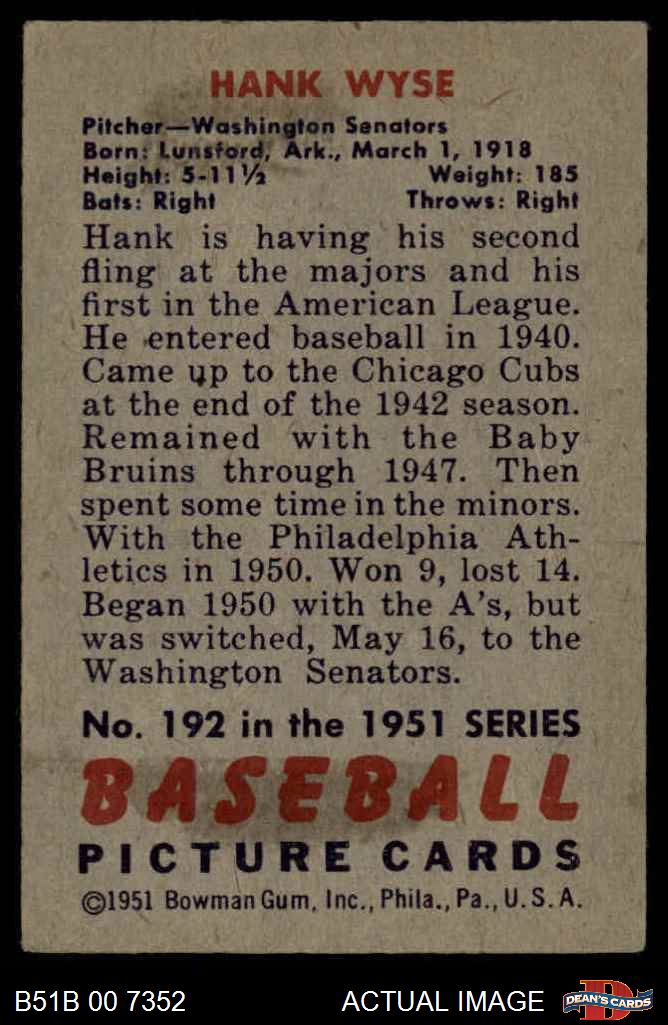 HANK WYSE
Pitcher—Washington Senators
Born: Lunsford, Ark., March 1, 1918
Height: 5-11½ Weight: 185
Bats: Right Throws: Right
Hank is having his second
fling at the majors and his
first in the American League.
He entered baseball in 1940.
Came up to the Chicago Cubs
at the end of the 1942 season.
Remained with the Baby
Bruins through 1947. Then
spent some time in the minors.
With the Philadelphia Ath-
letics in 1950. Won 9, lost 14.
Began 1950 with the A's, but
was switched, May 16, to the
Washington Senators.
No. 192 in the 1951 SERIES
BASEBALL
PICTURE CARDS
©1951 Bowman Gum, Inc., Phila., Pa., U.S.A.
B51B 00 7352 ACTUAL IMAGE D DEAN'S CARDS